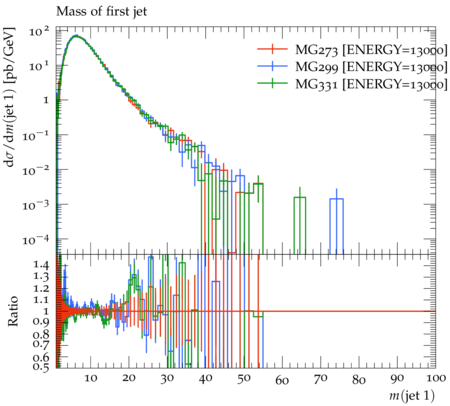 Mass of first jet
dσ/dm(jet 1) [pb/GeV]
10²
10¹
1
10⁻¹
10⁻²
10⁻³
10⁻⁴
MG273 [ENERGY=13000]
MG299 [ENERGY=13000]
MG331 [ENERGY=13000]
Ratio
1.4
1.3
1.2
1.1
1
0.9
0.8
0.7
0.6
0.5
10 20 30 40 50 60 70 80 90 100
m(jet 1)